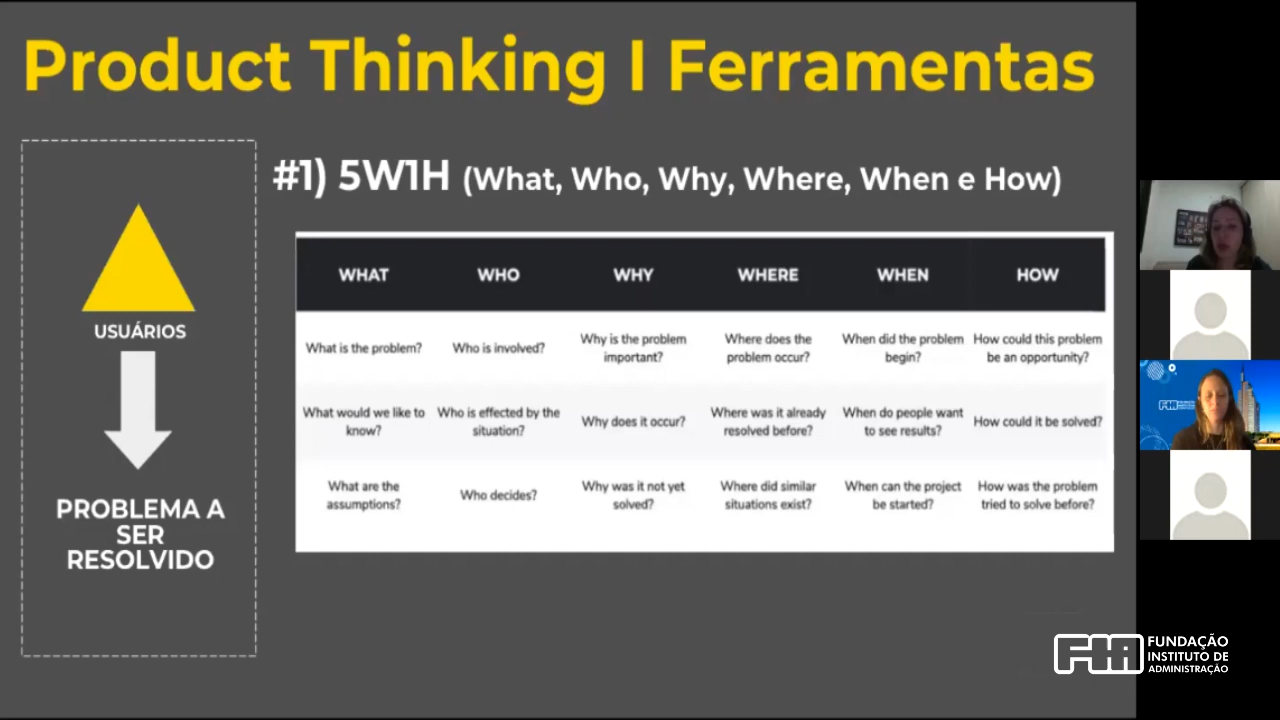 Product Thinking I Ferramentas
#1) 5W1H (What, Who, Why, Where, When e How)
USUÁRIOS
PROBLEMA A
SER
RESOLVIDO
WHAT WHO WHY WHERE WHEN HOW
What is the problem? Who is involved? Why is the problem important? Where does the problem occur? When did the problem begin? How could this problem be an opportunity?
What would we like to know? Who is effected by the situation? Why does it occur? Where was it already resolved before? When do people want to see results? How could it be solved?
What are the assumptions? Who decides? Why was it not yet solved? Where did similar situations exist? When can the project be started? How was the problem tried to solve before?
FIA
FUNDAÇÃO
INSTITUTO DE
ADMINISTRAÇÃO